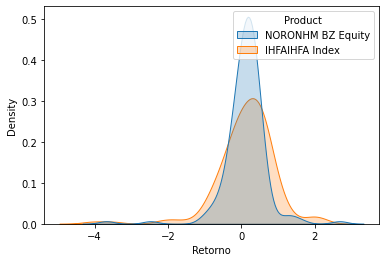 0.5
0.4
0.3
0.2
0.1
0.0
Density
Product
NORONHM BZ Equity
IHFAIHFA Index
−4
−2
0
2
Retorno